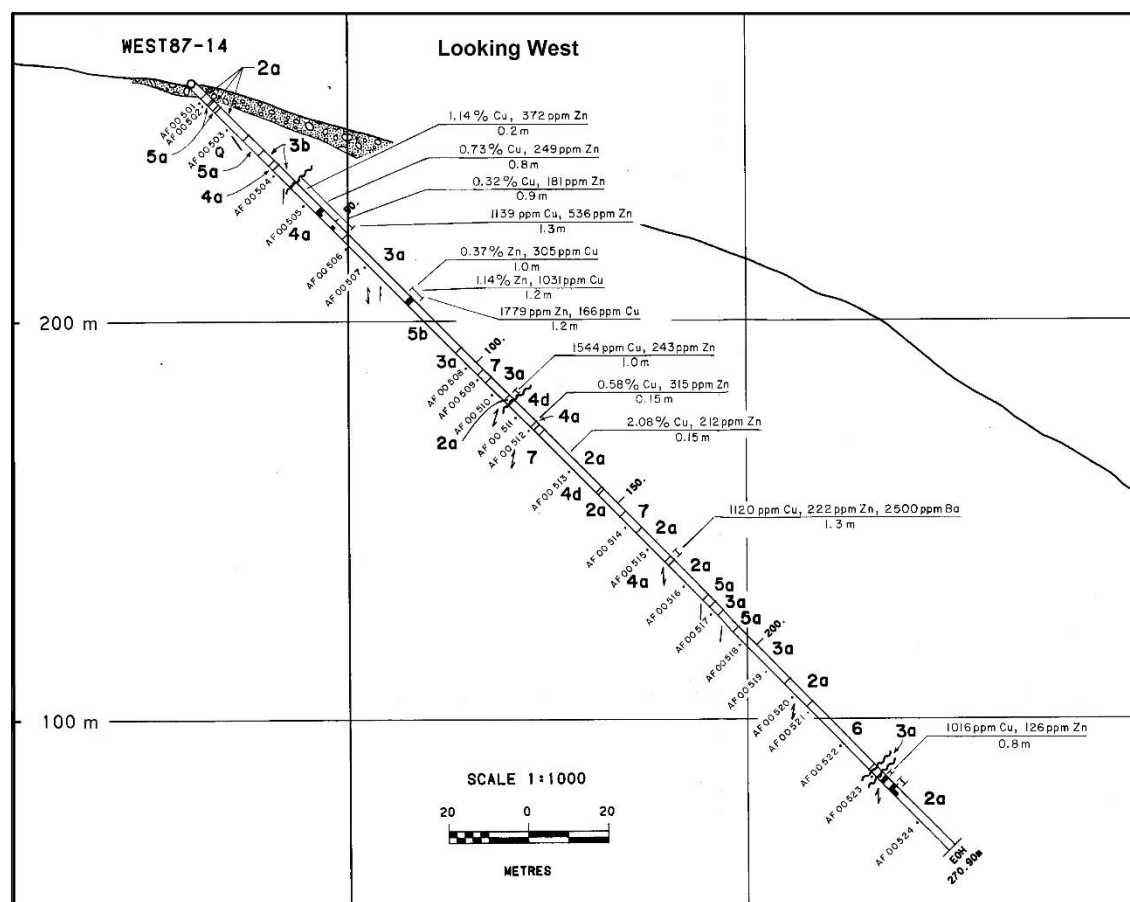 WEST87-14
Looking West
2a
AF00501
AF00502
5a
AF00503
Q
5a
3b
4a
AF00504
1.14% Cu, 372 ppm Zn
0.2m
0.73% Cu, 249 ppm Zn
0.8m
0.32% Cu, 181 ppm Zn
0.9m
50.
1139 ppm Cu, 536 ppm Zn
1.3m
AF00505
4a
3a
AF00506
AF00507
0.37% Zn, 305 ppm Cu
1.0m
1.14% Zn, 1031 ppm Cu
1.2m
1779 ppm Zn, 166 ppm Cu
1.2m
200 m
5b
3a
100.
AF00508
7
AF00509
3a
1544 ppm Cu, 243 ppm Zn
1.0m
AF00510
4d
2a
0.58% Cu, 315 ppm Zn
0.15m
4a
AF00511
AF00512
7
2.08% Cu, 212 ppm Zn
0.15m
2a
AF00513
4d
150.
2a
7
1120 ppm Cu, 222 ppm Zn, 2500 ppm Ba
1.3m
AF00514
2a
AF00515
4a
2a
AF00516
5a
3a
AF00517
5a
200.
AF00518
3a
AF00519
2a
AF00520
100 m
AF00521
6
3a
1016 ppm Cu, 126 ppm Zn
0.8m
AF00522
AF00523
2a
AF00524
EOH
270.90m
SCALE 1:1000
20 0 20
METRES